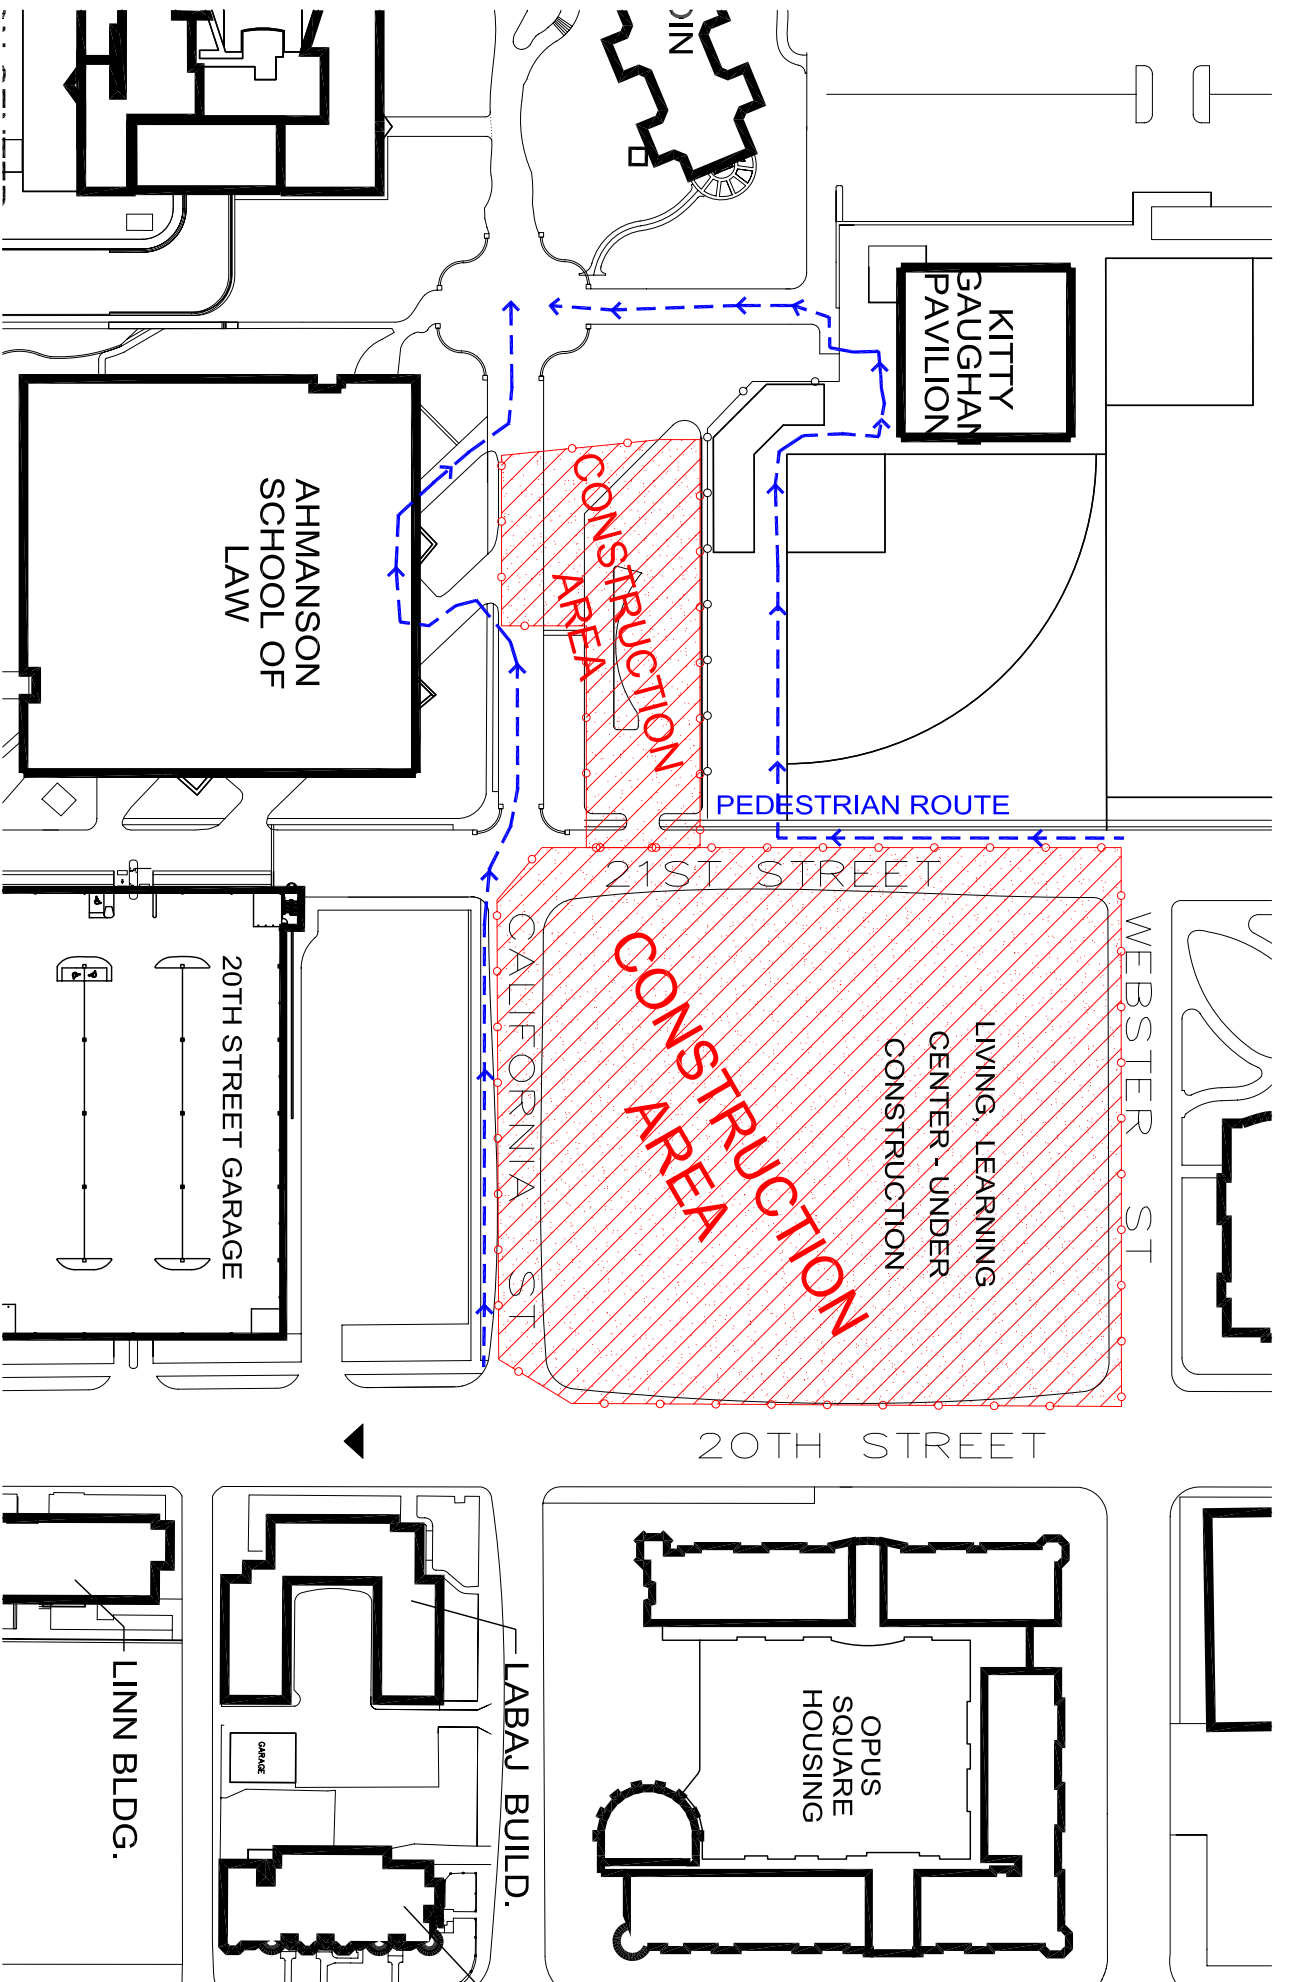 OIN
KITTY
GAUGHAN
PAVILION
AHMANSON
SCHOOL OF
LAW
CONSTRUCTION
AREA
PEDESTRIAN ROUTE
21ST STREET
CALIFORNIA ST
WEBSTER ST
20TH STREET GARAGE
CONSTRUCTION
AREA
LIVING, LEARNING
CENTER - UNDER
CONSTRUCTION
20TH STREET
LINN BLDG.
LABAJ BUILD.
GARAGE
OPUS
SQUARE
HOUSING